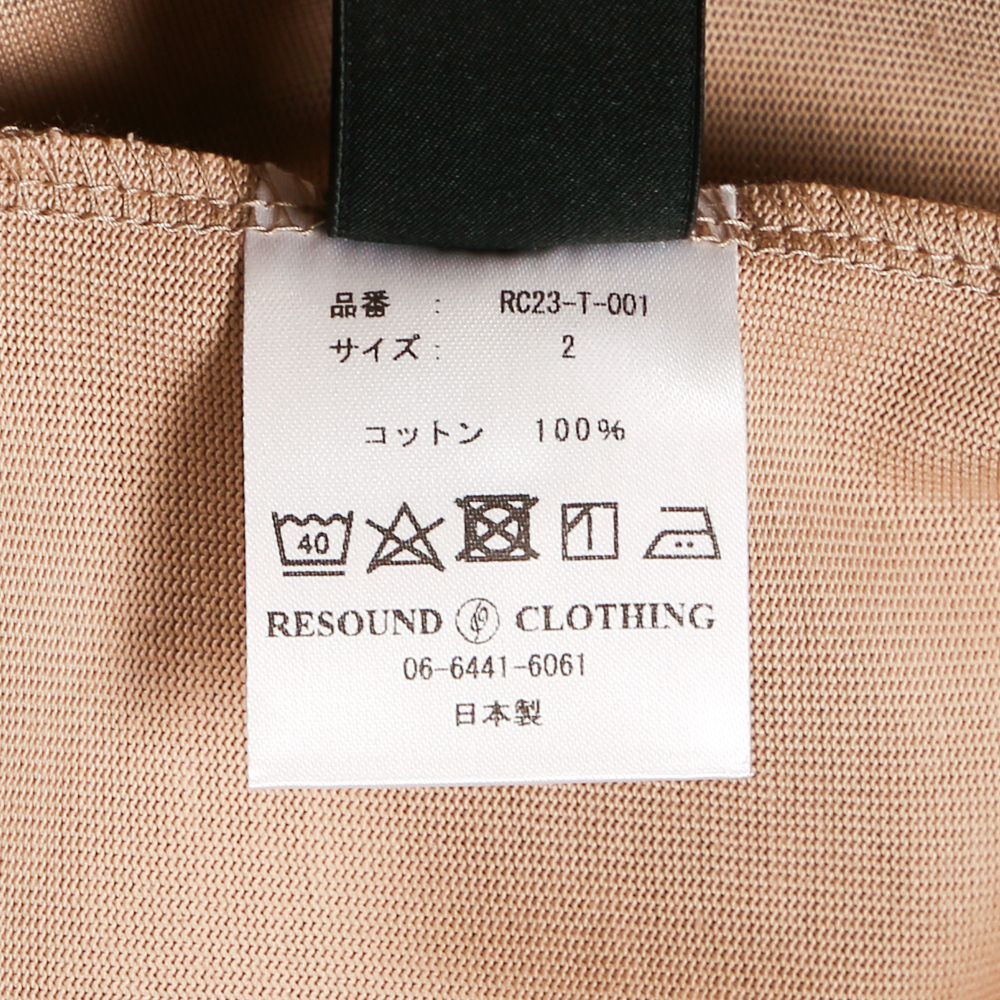 品番 : RC23-T-001
サイズ : 2
コットン 100%
40
RESOUND CLOTHING
06-6441-6061
日本製